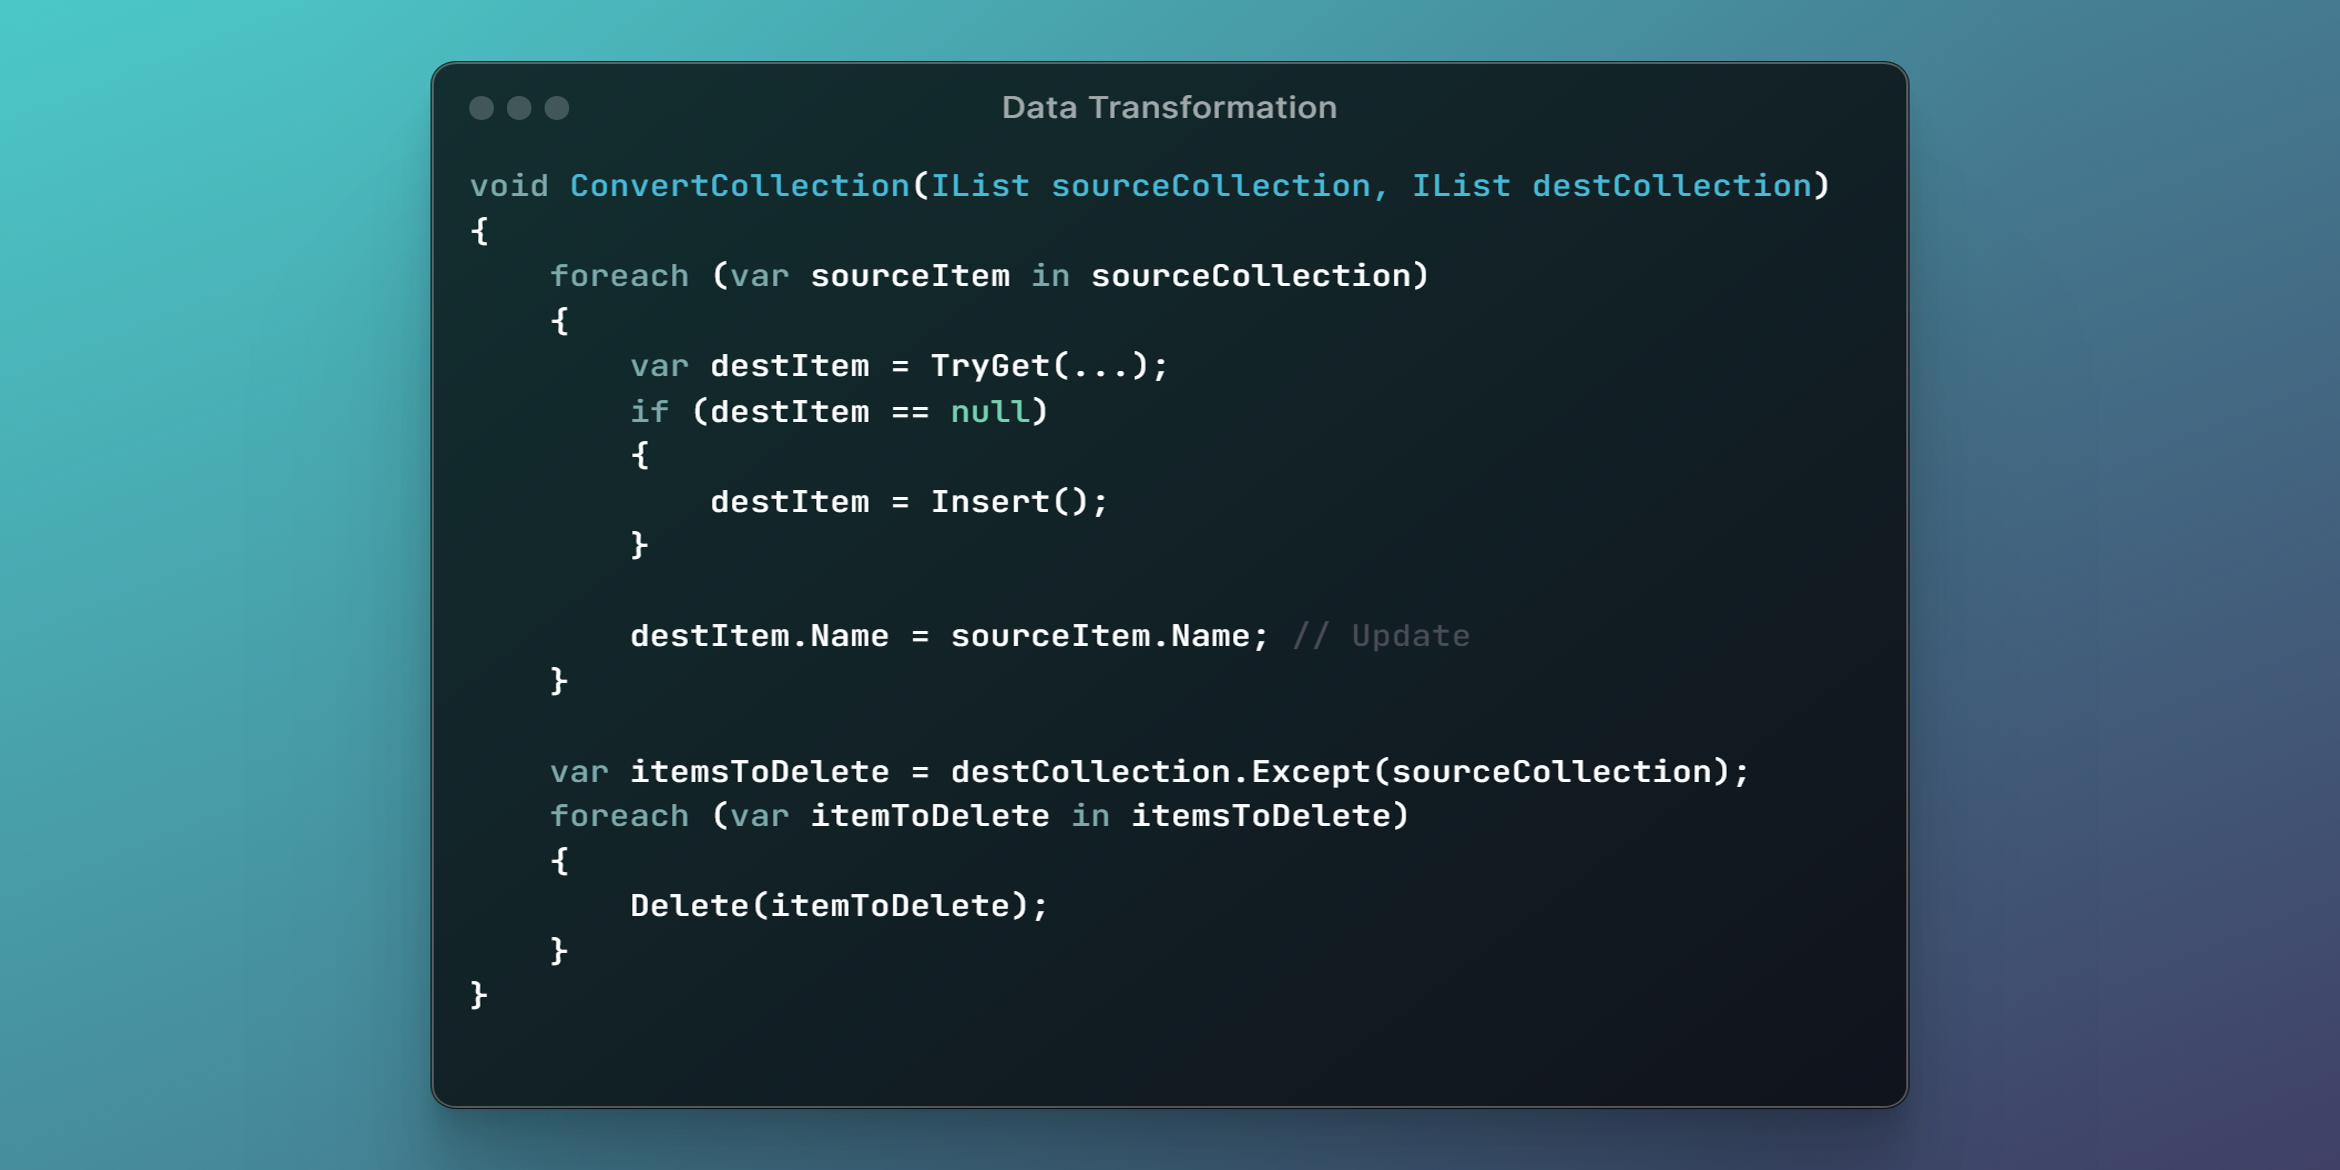 Data Transformation
void ConvertCollection(IList sourceCollection, IList destCollection)
{
    foreach (var sourceItem in sourceCollection)
    {
        var destItem = TryGet(...);
        if (destItem == null)
        {
            destItem = Insert();
        }

        destItem.Name = sourceItem.Name; // Update
    }

    var itemsToDelete = destCollection.Except(sourceCollection);
    foreach (var itemToDelete in itemsToDelete)
    {
        Delete(itemToDelete);
    }
}